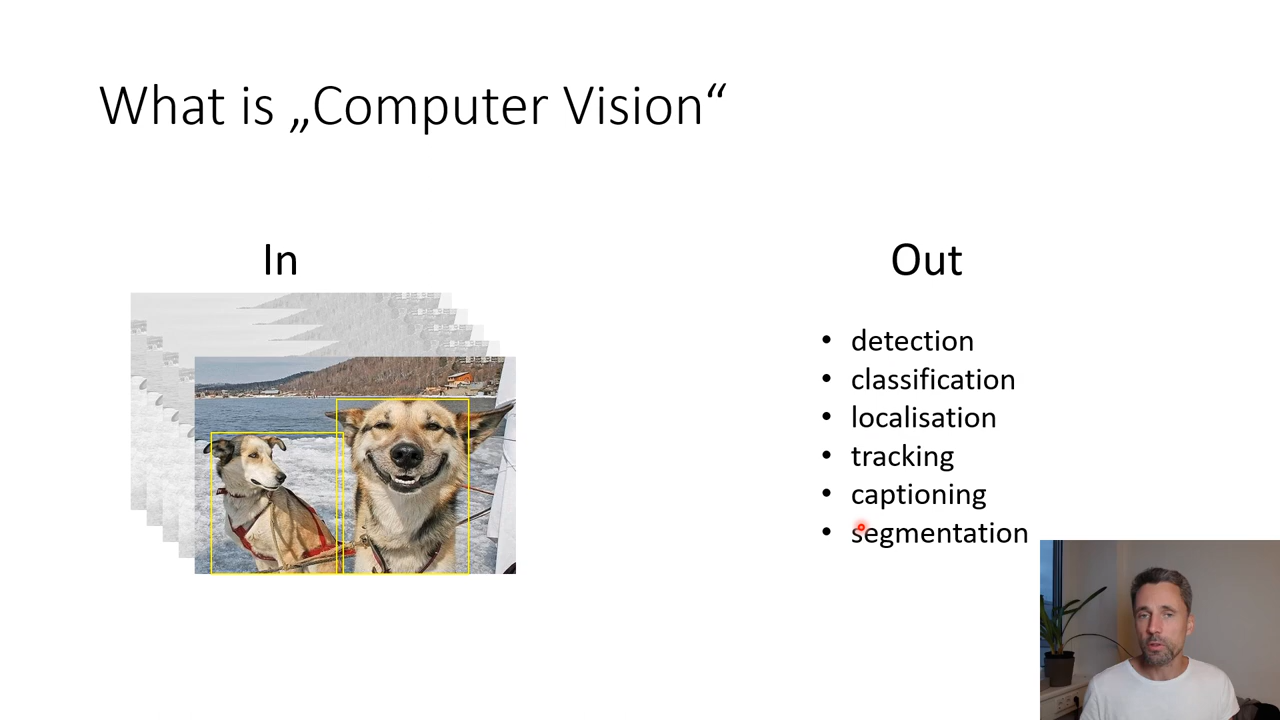 What is „Computer Vision“
In
Out
• detection
• classification
• localisation
• tracking
• captioning
• segmentation